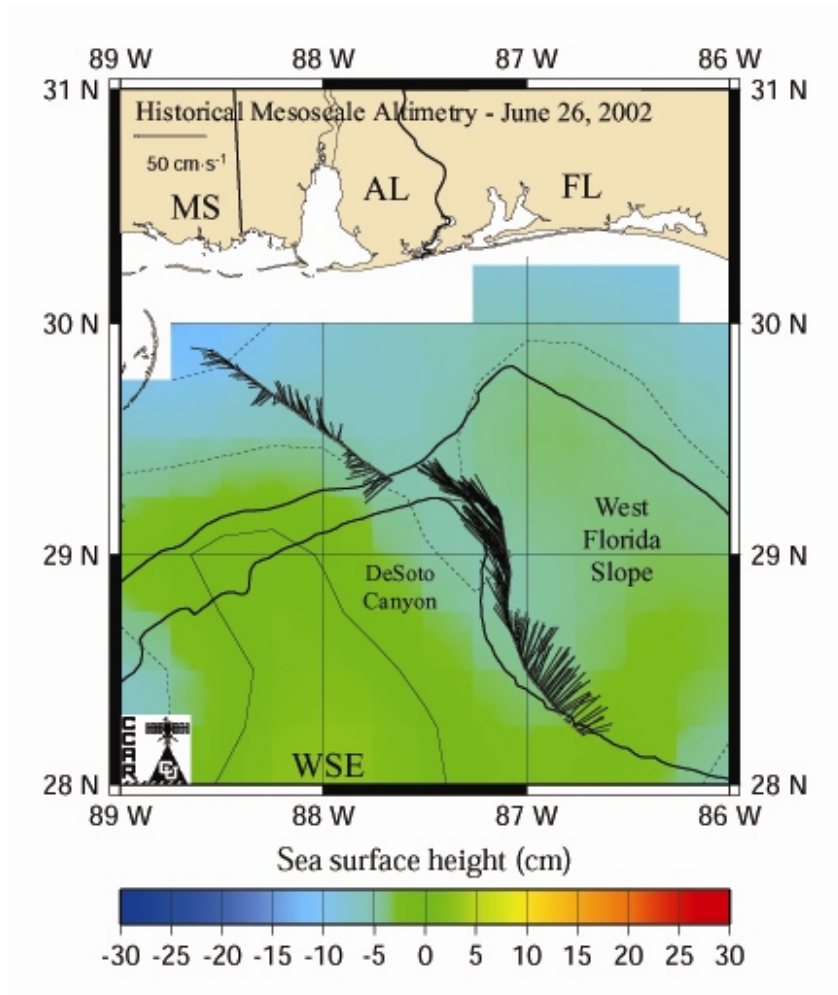 89 W 88 W 87 W 86 W
31 N 31 N
Historical Mesoscale Altimetry - June 26, 2002
50 cm·s-1
MS AL FL
30 N 30 N
West
Florida
Slope
29 N 29 N
DeSoto
Canyon
CCAR
CU
WSE
28 N 28 N
89 W 88 W 87 W 86 W
Sea surface height (cm)
-30 -25 -20 -15 -10 -5 0 5 10 15 20 25 30